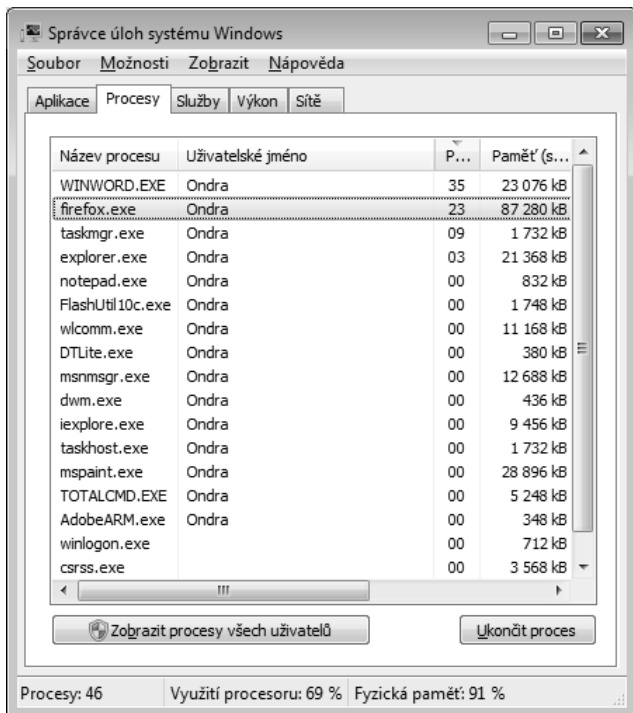 Správce úloh systému Windows
Soubor Možnosti Zobrazit Nápověda
Aplikace Procesy Služby Výkon Sítě
Název procesu Uživatelské jméno P... Paměť (s...
WINWORD.EXE Ondra 35 23 076 kB
firefox.exe Ondra 23 87 280 kB
taskmgr.exe Ondra 09 1 732 kB
explorer.exe Ondra 03 21 368 kB
notepad.exe Ondra 00 832 kB
FlashUtil10c.exe Ondra 00 1 748 kB
wlcomm.exe Ondra 00 11 168 kB
DTLite.exe Ondra 00 380 kB
msnmsgr.exe Ondra 00 12 688 kB
dwm.exe Ondra 00 436 kB
iexplore.exe Ondra 00 9 456 kB
taskhost.exe Ondra 00 1 732 kB
mspaint.exe Ondra 00 28 896 kB
TOTALCMD.EXE Ondra 00 5 248 kB
AdobeARM.exe Ondra 00 348 kB
winlogon.exe 00 712 kB
csrss.exe 00 3 568 kB
Zobrazit procesy všech uživatelů Ukončit proces
Procesy: 46 Využití procesoru: 69 % Fyzická paměť: 91 %